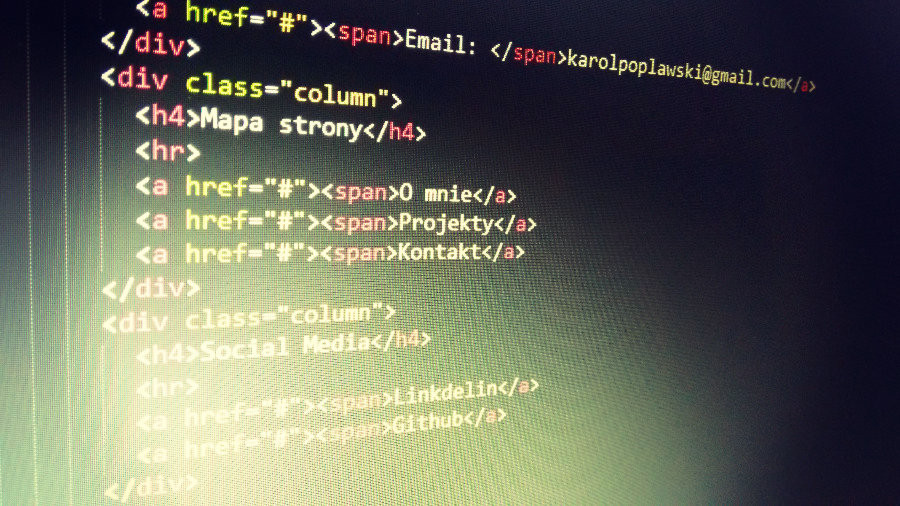 <a href="#"><span>Email: </span>karolpoplawski@gmail.com</a>
</div>
<div class="column">
<h4>Mapa strony</h4>
<hr>
<a href="#"><span>O mnie</a>
<a href="#"><span>Projekty</a>
<a href="#"><span>Kontakt</a>
</div>
<div class="column">
<h4>Social Media</h4>
<hr>
<a href="#"><span>Linkdelin</a>
<a href="#"><span>Github</a>
</div>